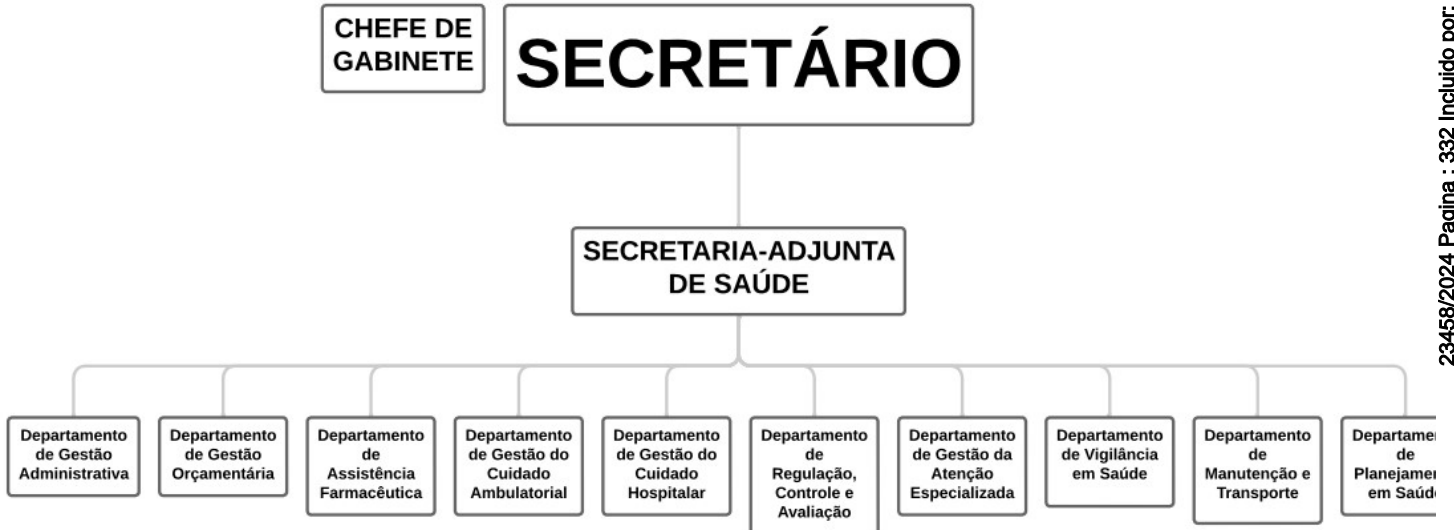 CHEFE DE
GABINETE
SECRETÁRIO
SECRETARIA-ADJUNTA
DE SAÚDE
Departamento
de Gestão
Administrativa
Departamento
de Gestão
Orçamentária
Departamento
de
Assistência
Farmacêutica
Departamento
de Gestão do
Cuidado
Ambulatorial
Departamento
de Gestão do
Cuidado
Hospitalar
Departamento
de
Regulação,
Controle e
Avaliação
Departamento
de Gestão da
Atenção
Especializada
Departamento
de Vigilância
em Saúde
Departamento
de
Manutenção e
Transporte
de
em
23458/2024 Pagina : 332 Incluido por: